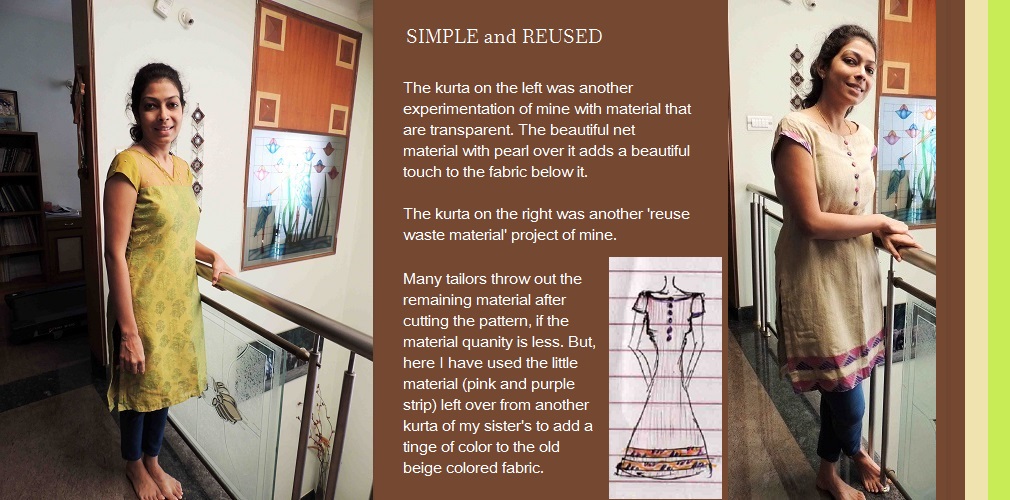 SIMPLE and REUSED
The kurta on the left was another
experimentation of mine with material that
are transparent. The beautiful net
material with pearl over it adds a beautiful
touch to the fabric below it.
The kurta on the right was another 'reuse
waste material' project of mine.
Many tailors throw out the
remaining material after
cutting the pattern, if the
material quanity is less. But,
here I have used the little
material (pink and purple
strip) left over from another
kurta of my sister's to add a
tinge of color to the old
beige colored fabric.